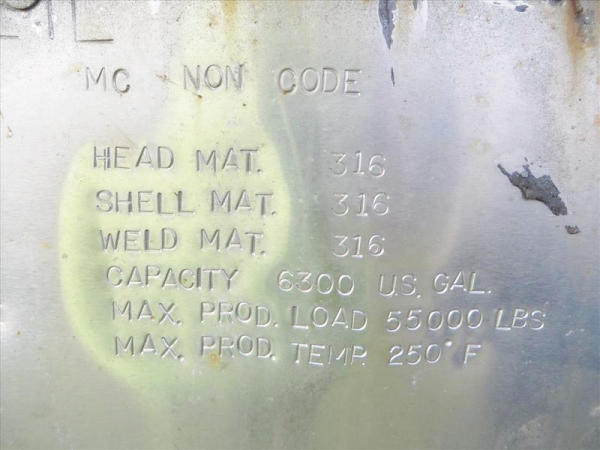 MC NON CODE
HEAD MAT. 316
SHELL MAT. 316
WELD MAT. 316
CAPACITY 6300 U.S. GAL.
MAX. PROD. LOAD 55000 LBS
MAX. PROD. TEMP. 250° F